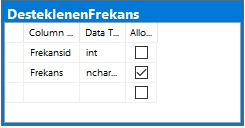 DesteklenenFrekans
Column ... Data T... Allo...
Frekansid int
Frekans nchar...